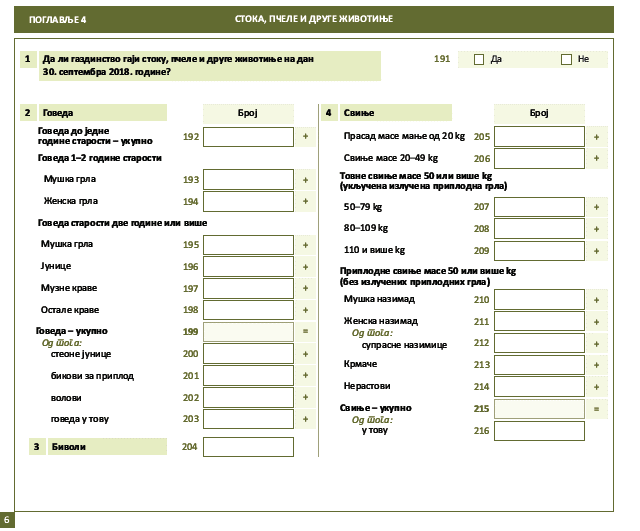 ПОГЛАВЉЕ 4 СТОКА, ПЧЕЛЕ И ДРУГЕ ЖИВОТИЊЕ
1 Да ли газдинство гаји стоку, пчеле и друге животиње на дан 191 Да Не
30. септембра 2018. године?
2 Говеда Број
Говеда до једне
године старости – укупно 192 +
Говеда 1–2 године старости
Мушка грла 193 +
Женска грла 194 +
Говеда старости две године или више
Мушка грла 195 +
Јунице 196 +
Музне краве 197 +
Остале краве 198 +
Говеда – укупно 199 =
Од тога:
стеоне јунице 200 +
бикови за приплод 201 +
волови 202 +
говеда у тову 203 +
3 Биволи 204
4 Свиње Број
Прасад масе мање од 20 kg 205 +
Свиње масе 20–49 kg 206 +
Товне свиње масе 50 или више kg
(укључена излучена приплодна грла)
50–79 kg 207 +
80–109 kg 208 +
110 и више kg 209 +
Приплодне свиње масе 50 или више kg
(без излучених приплодних грла)
Мушка назимад 210 +
Женска назимад 211 +
Од тога:
супрасне назимице 212 +
Крмаче 213 +
Нерастови 214 +
Свиње – укупно 215 =
Од тога:
у тову 216
6